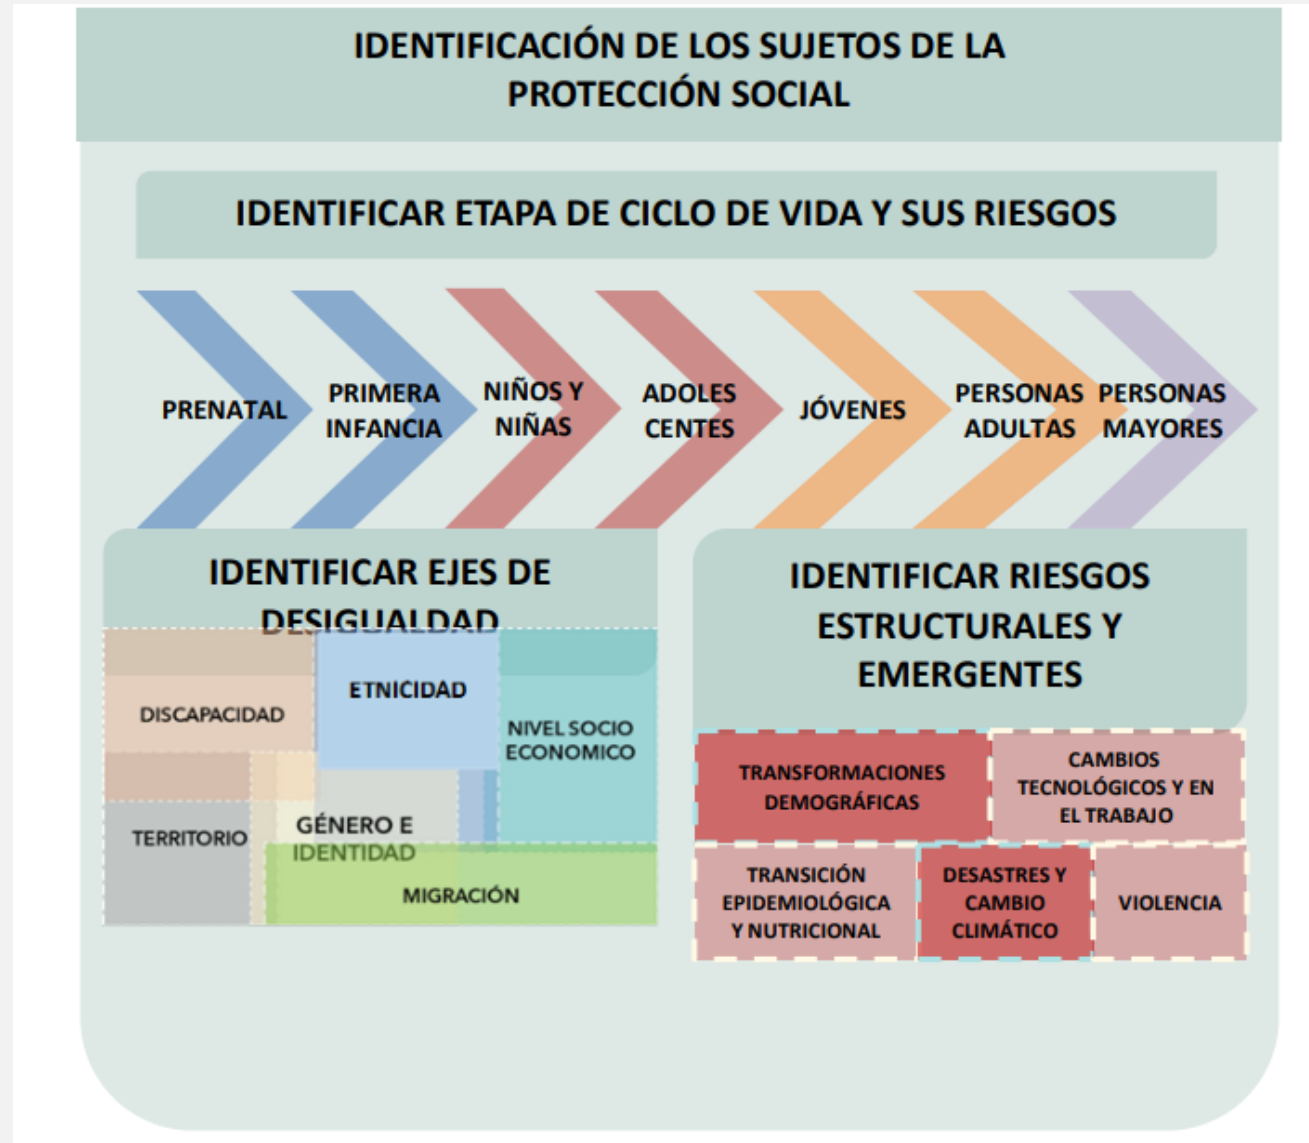 IDENTIFICACIÓN DE LOS SUJETOS DE LA
PROTECCIÓN SOCIAL
IDENTIFICAR ETAPA DE CICLO DE VIDA Y SUS RIESGOS
PRENATAL
PRIMERA
INFANCIA
NIÑOS Y
NIÑAS
ADOLES
CENTES
JÓVENES
PERSONAS
ADULTAS
PERSONAS
MAYORES
IDENTIFICAR EJES DE
DESIGUALDAD
DISCAPACIDAD
ETNICIDAD
NIVEL SOCIO
ECONOMICO
TERRITORIO
GÉNERO E
IDENTIDAD
MIGRACIÓN
IDENTIFICAR RIESGOS
ESTRUCTURALES Y
EMERGENTES
TRANSFORMACIONES
DEMOGRÁFICAS
CAMBIOS
TECNOLÓGICOS Y EN
EL TRABAJO
TRANSICIÓN
EPIDEMIOLÓGICA
Y NUTRICIONAL
DESASTRES Y
CAMBIO
CLIMÁTICO
VIOLENCIA